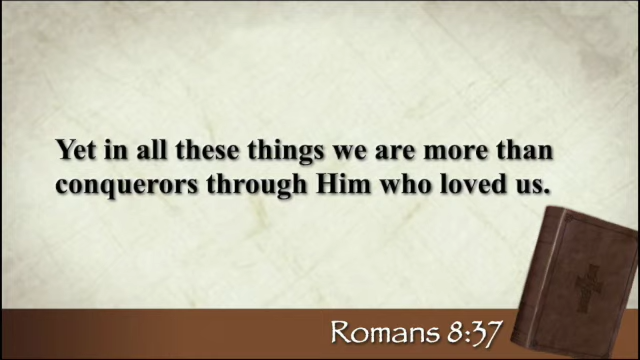 Yet in all these things we are more than
conquerors through Him who loved us.
Romans 8:37